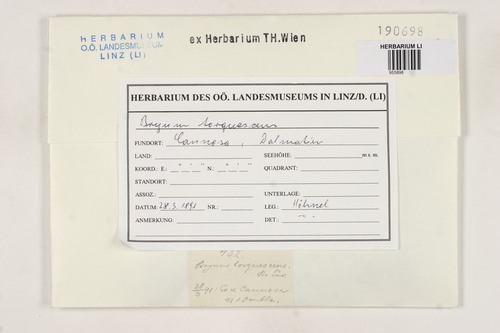 HERBARIUM
O.Ö. LANDESMUSEUM
LINZ (LI)
ex Herbarium TH.Wien
190698
HERBARIUM LI
HERBARIUM DES OÖ. LANDESMUSEUMS IN LINZ/D. (LI)
Bryum torquescens
FUNDORT: Cannosa, Dalmatien
LAND: SEEHÖHE: m s. m.
KOORD.: E.: ° ' " N.: ° ' " QUADRANT:
STANDORT:
ASSOZ.: UNTERLAGE:
DATUM: 28.3.1891 NR.: LEG.: Höhnel
ANMERKUNG: DET.: -"-
Bryum torquescens.
Cannosa